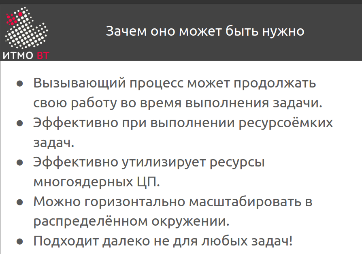 Зачем оно может быть нужно
ИТМО ВТ
● Вызывающий процесс может продолжать
свою работу во время выполнения задачи.
● Эффективно при выполнении ресурсоёмких
задач.
● Эффективно утилизирует ресурсы
многоядерных ЦП.
● Можно горизонтально масштабировать в
распределённом окружении.
● Подходит далеко не для любых задач!